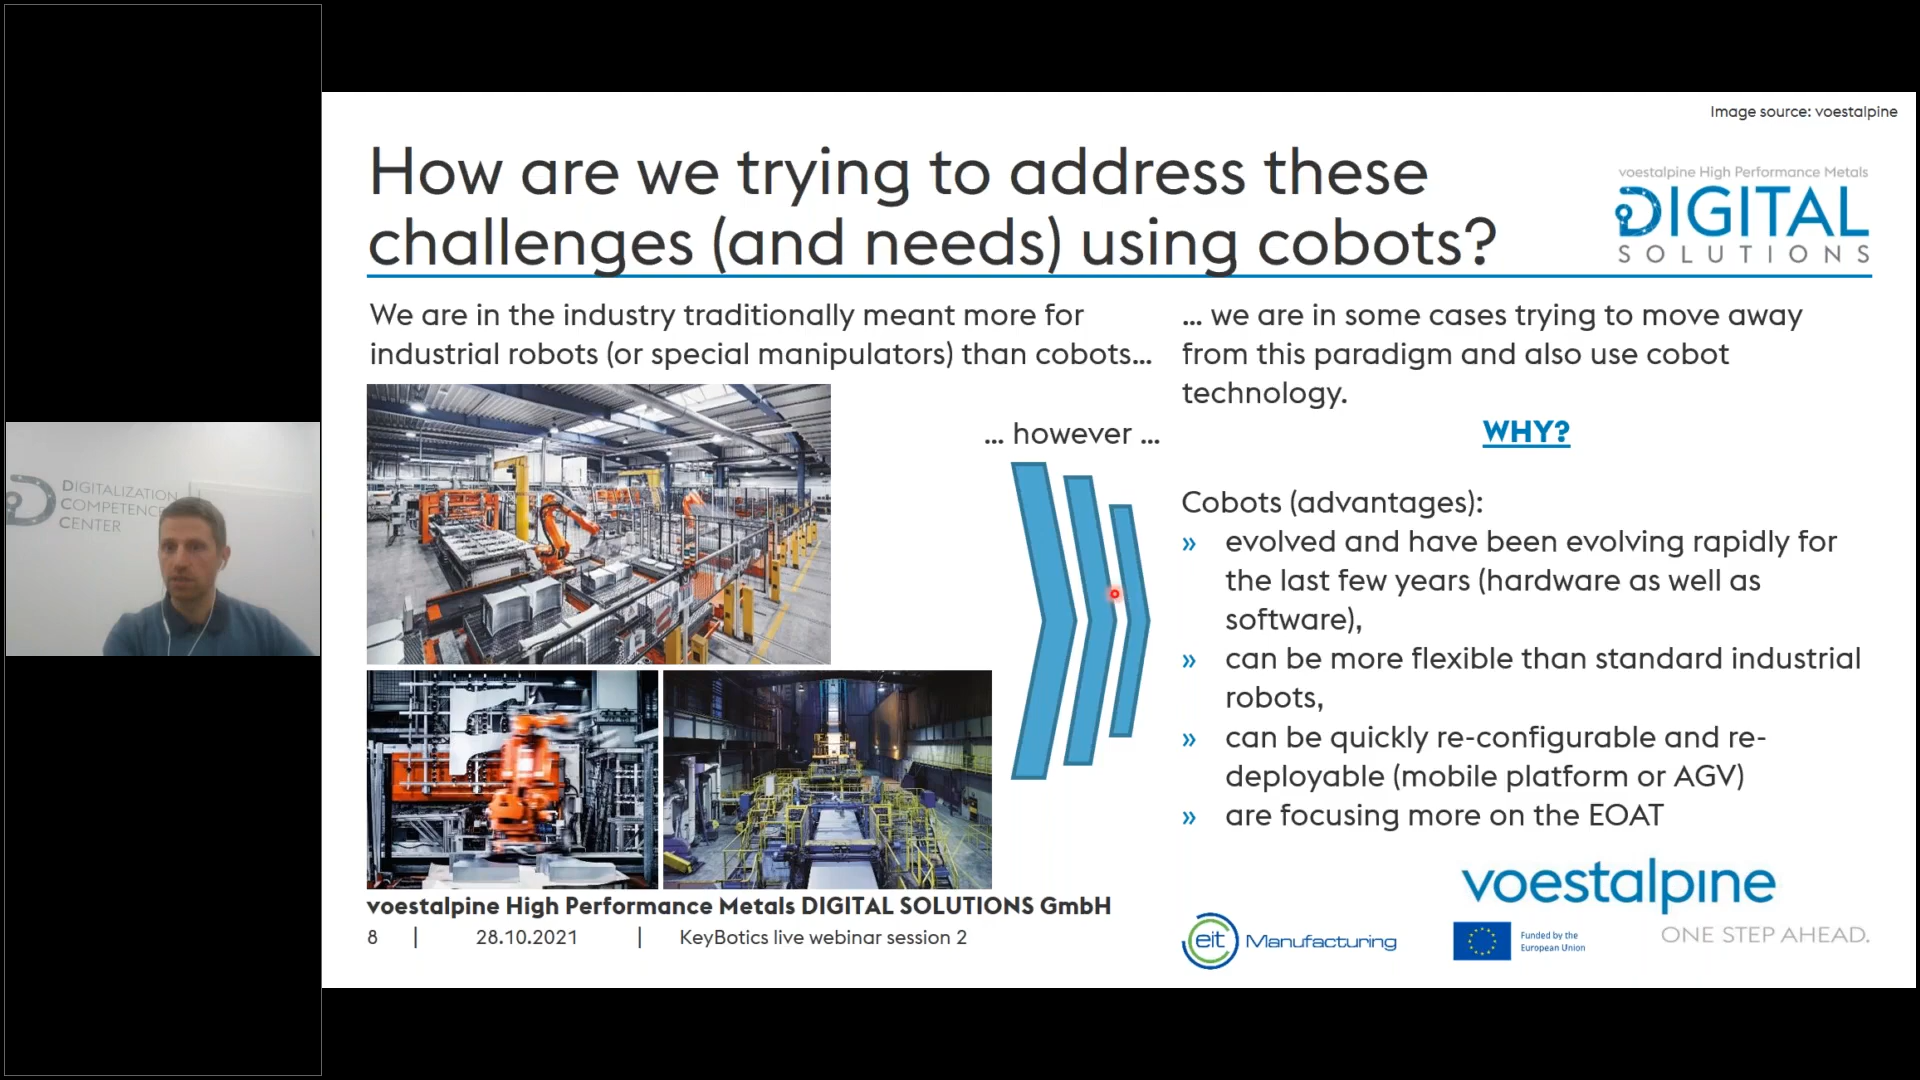 DIGITALIZATION
COMPETENCE
CENTER
Image source: voestalpine
How are we trying to address these
challenges (and needs) using cobots?
voestalpine High Performance Metals
DIGITAL
SOLUTIONS
We are in the industry traditionally meant more for
industrial robots (or special manipulators) than cobots...
... however ...
... we are in some cases trying to move away
from this paradigm and also use cobot
technology.
WHY?
Cobots (advantages):
» evolved and have been evolving rapidly for
the last few years (hardware as well as
software),
» can be more flexible than standard industrial
robots,
» can be quickly re-configurable and re-
deployable (mobile platform or AGV)
» are focusing more on the EOAT
voestalpine High Performance Metals DIGITAL SOLUTIONS GmbH
8 | 28.10.2021 | KeyBotics live webinar session 2
eit Manufacturing
Funded by the
European Union
voestalpine
ONE STEP AHEAD.